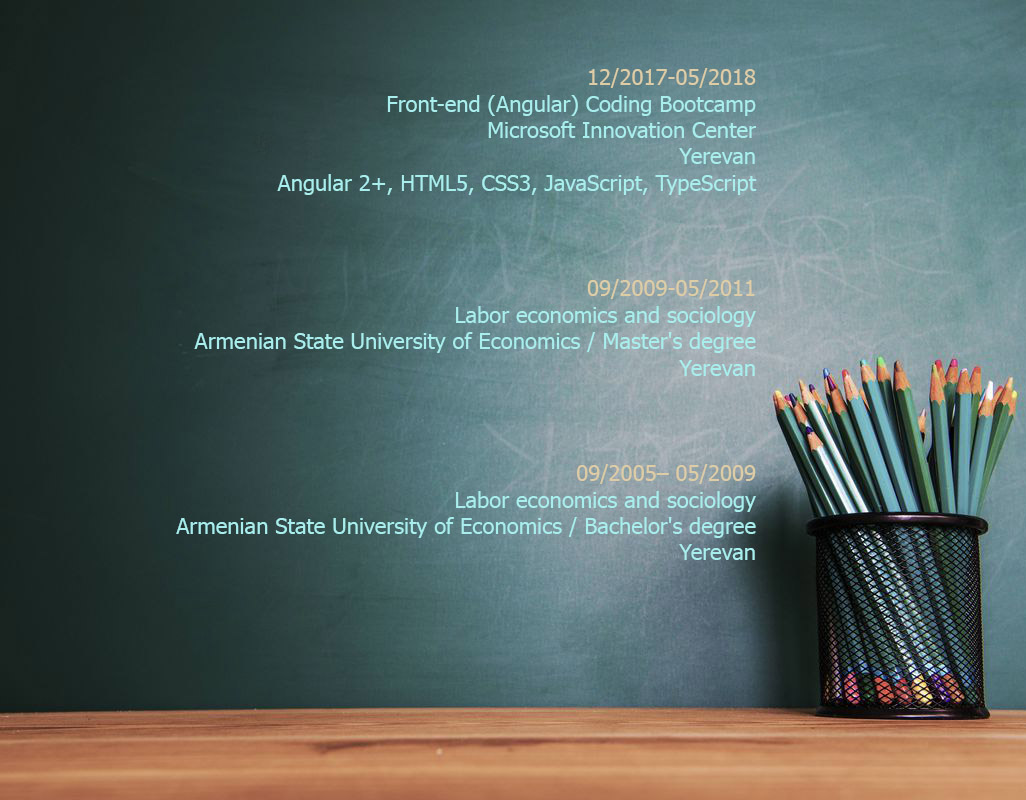 12/2017-05/2018
Front-end (Angular) Coding Bootcamp
Microsoft Innovation Center
Yerevan
Angular 2+, HTML5, CSS3, JavaScript, TypeScript
09/2009-05/2011
Labor economics and sociology
Armenian State University of Economics / Master's degree
Yerevan
09/2005– 05/2009
Labor economics and sociology
Armenian State University of Economics / Bachelor's degree
Yerevan